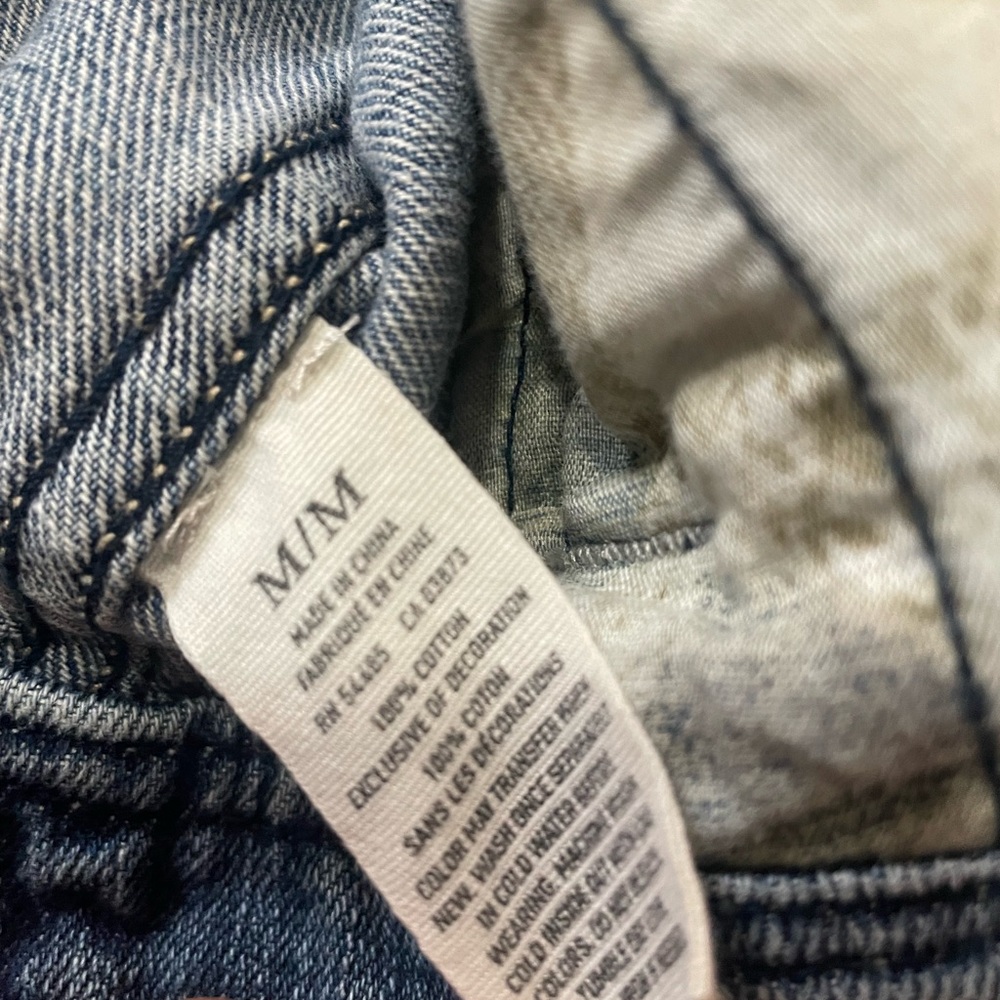 M/M
MADE IN CHINA
FABRIQUÉ EN CHINE
RN 54485 CA 03873
100% COTTON
EXCLUSIVE OF DECORATION
100% COTON
SANS LES DÉCORATIONS
COLOR MAY TRANSFER WHEN
NEW. WASH ONCE SEPARATELY
IN COLD WATER BEFORE
WEARING. MACHINE WASH
COLD INSIDE OUT WITH LIKE
COLORS. DO NOT BLEACH.
TUMBLE DRY LOW.